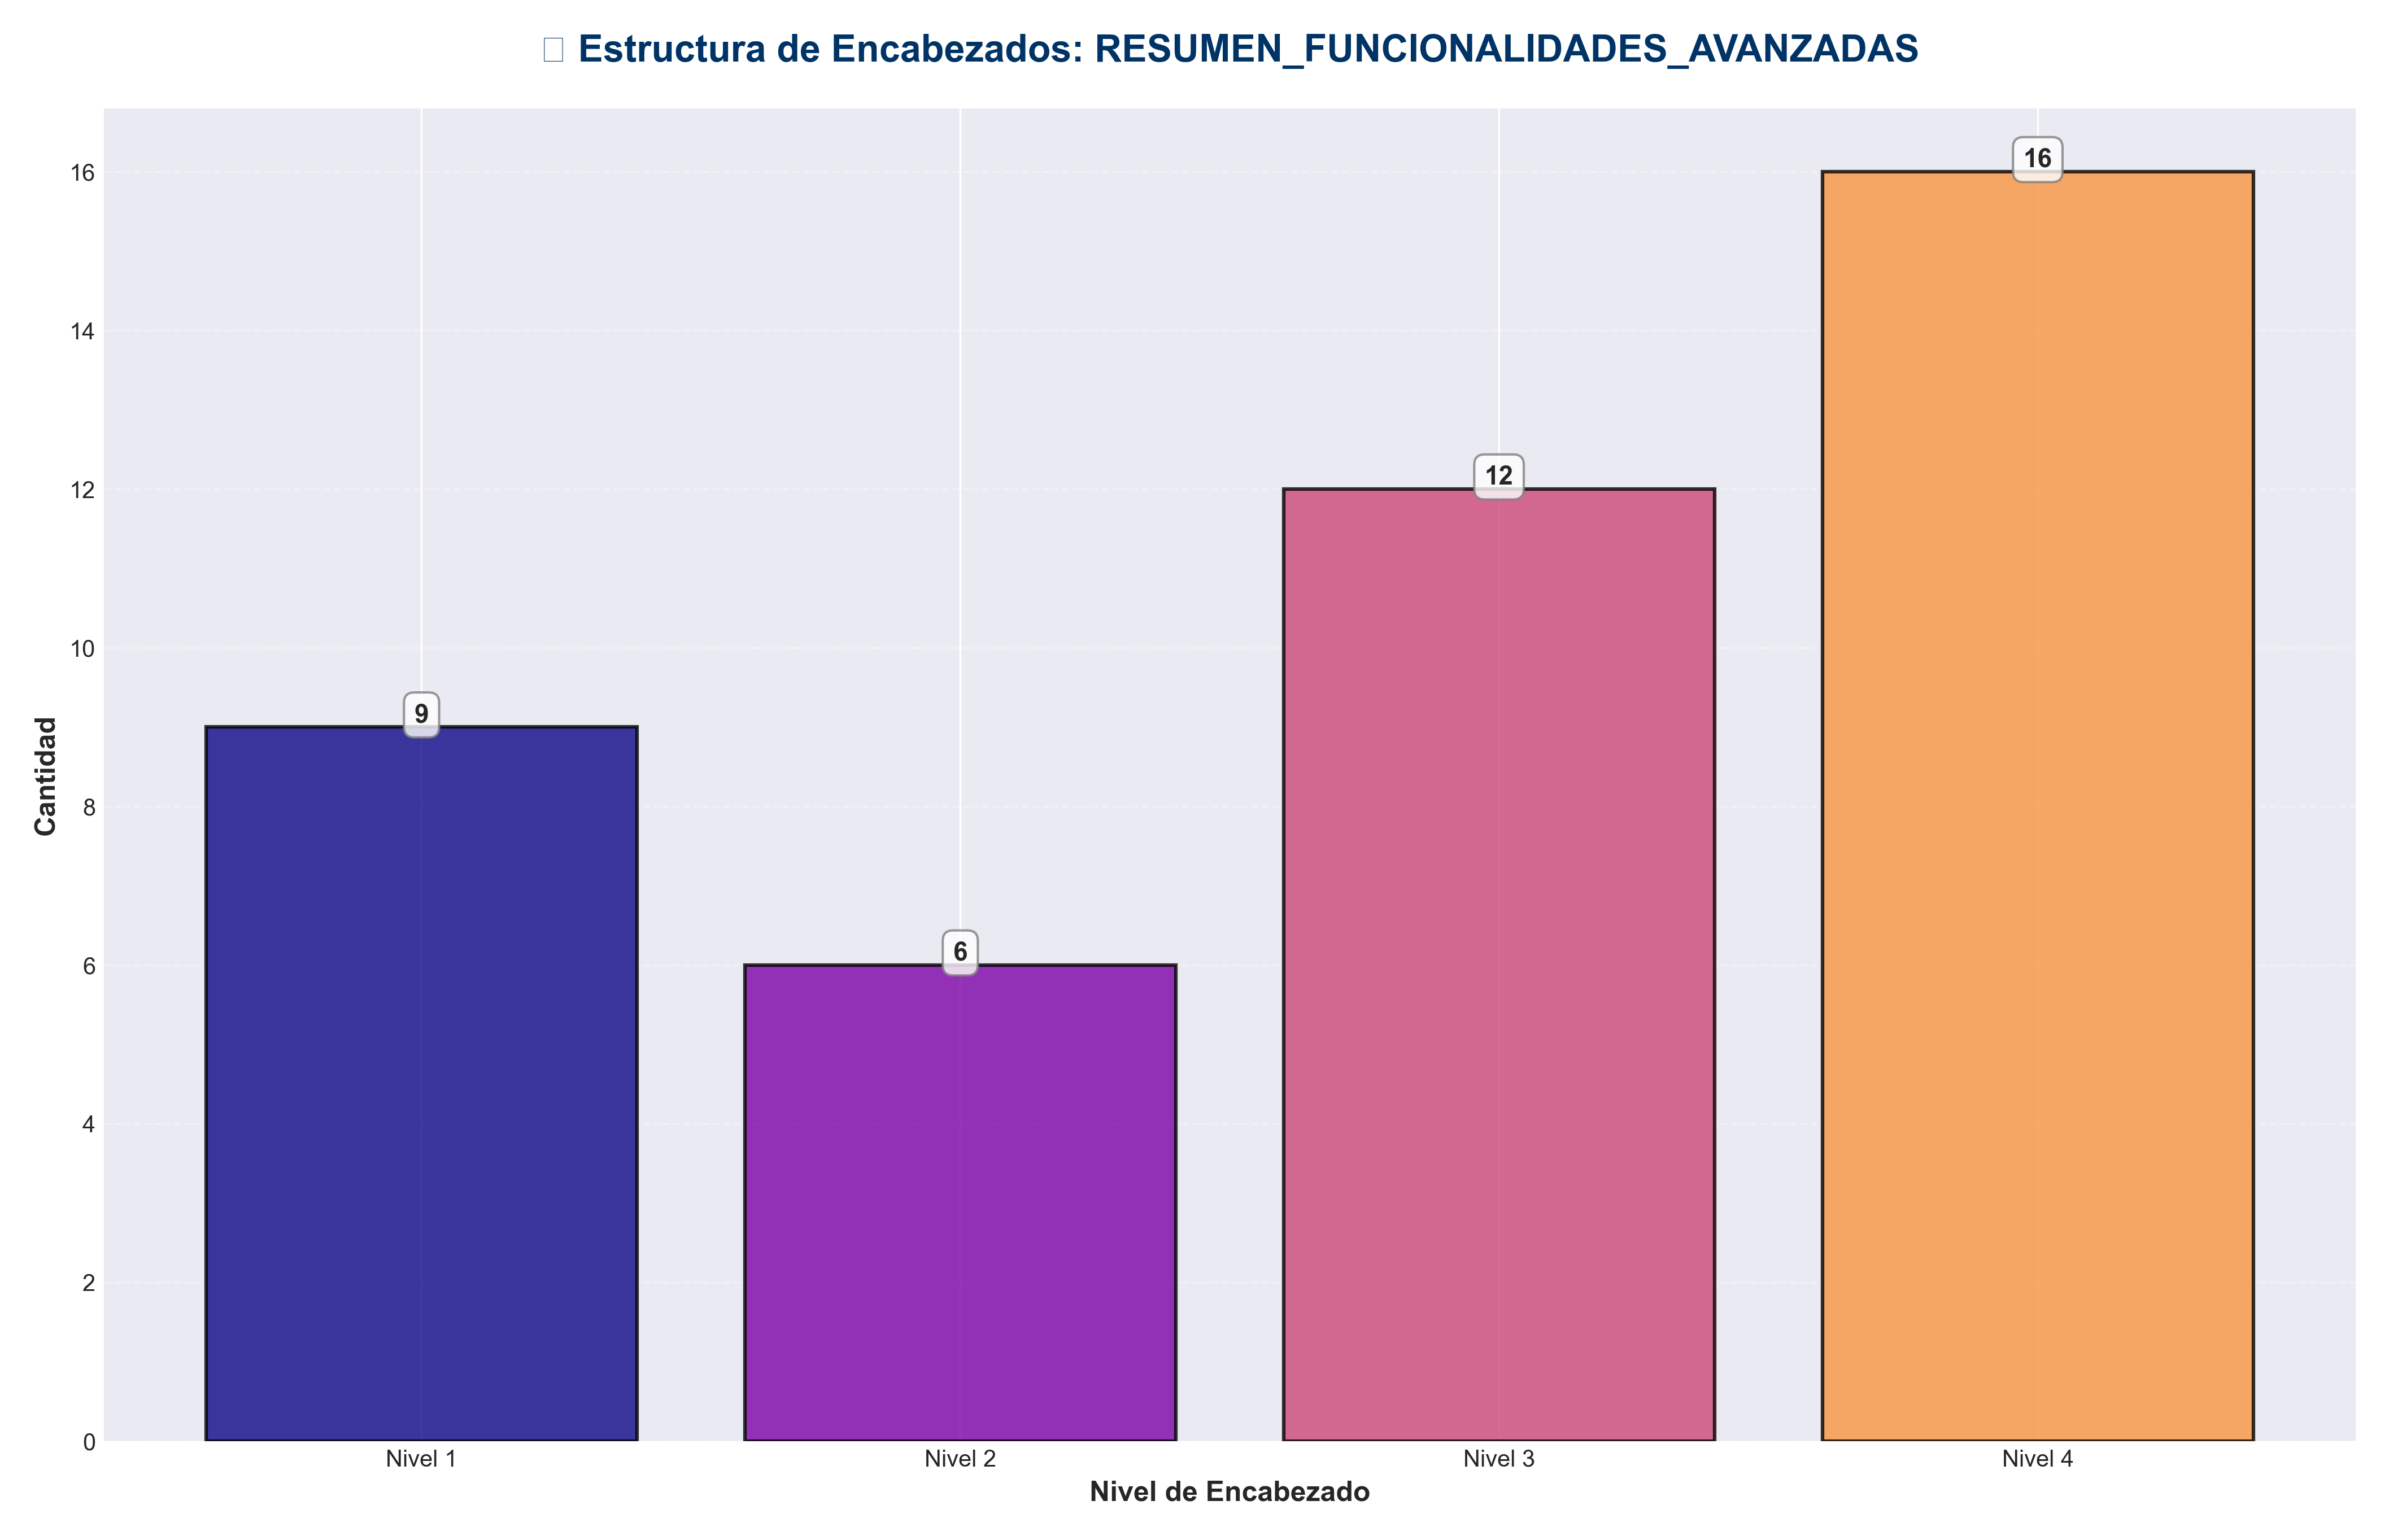 Estructura de Encabezados: RESUMEN_FUNCIONALIDADES_AVANZADAS
Cantidad
16
14
12
10
8
6
4
2
0
9
6
12
16
Nivel 1
Nivel 2
Nivel 3
Nivel 4
Nivel de Encabezado